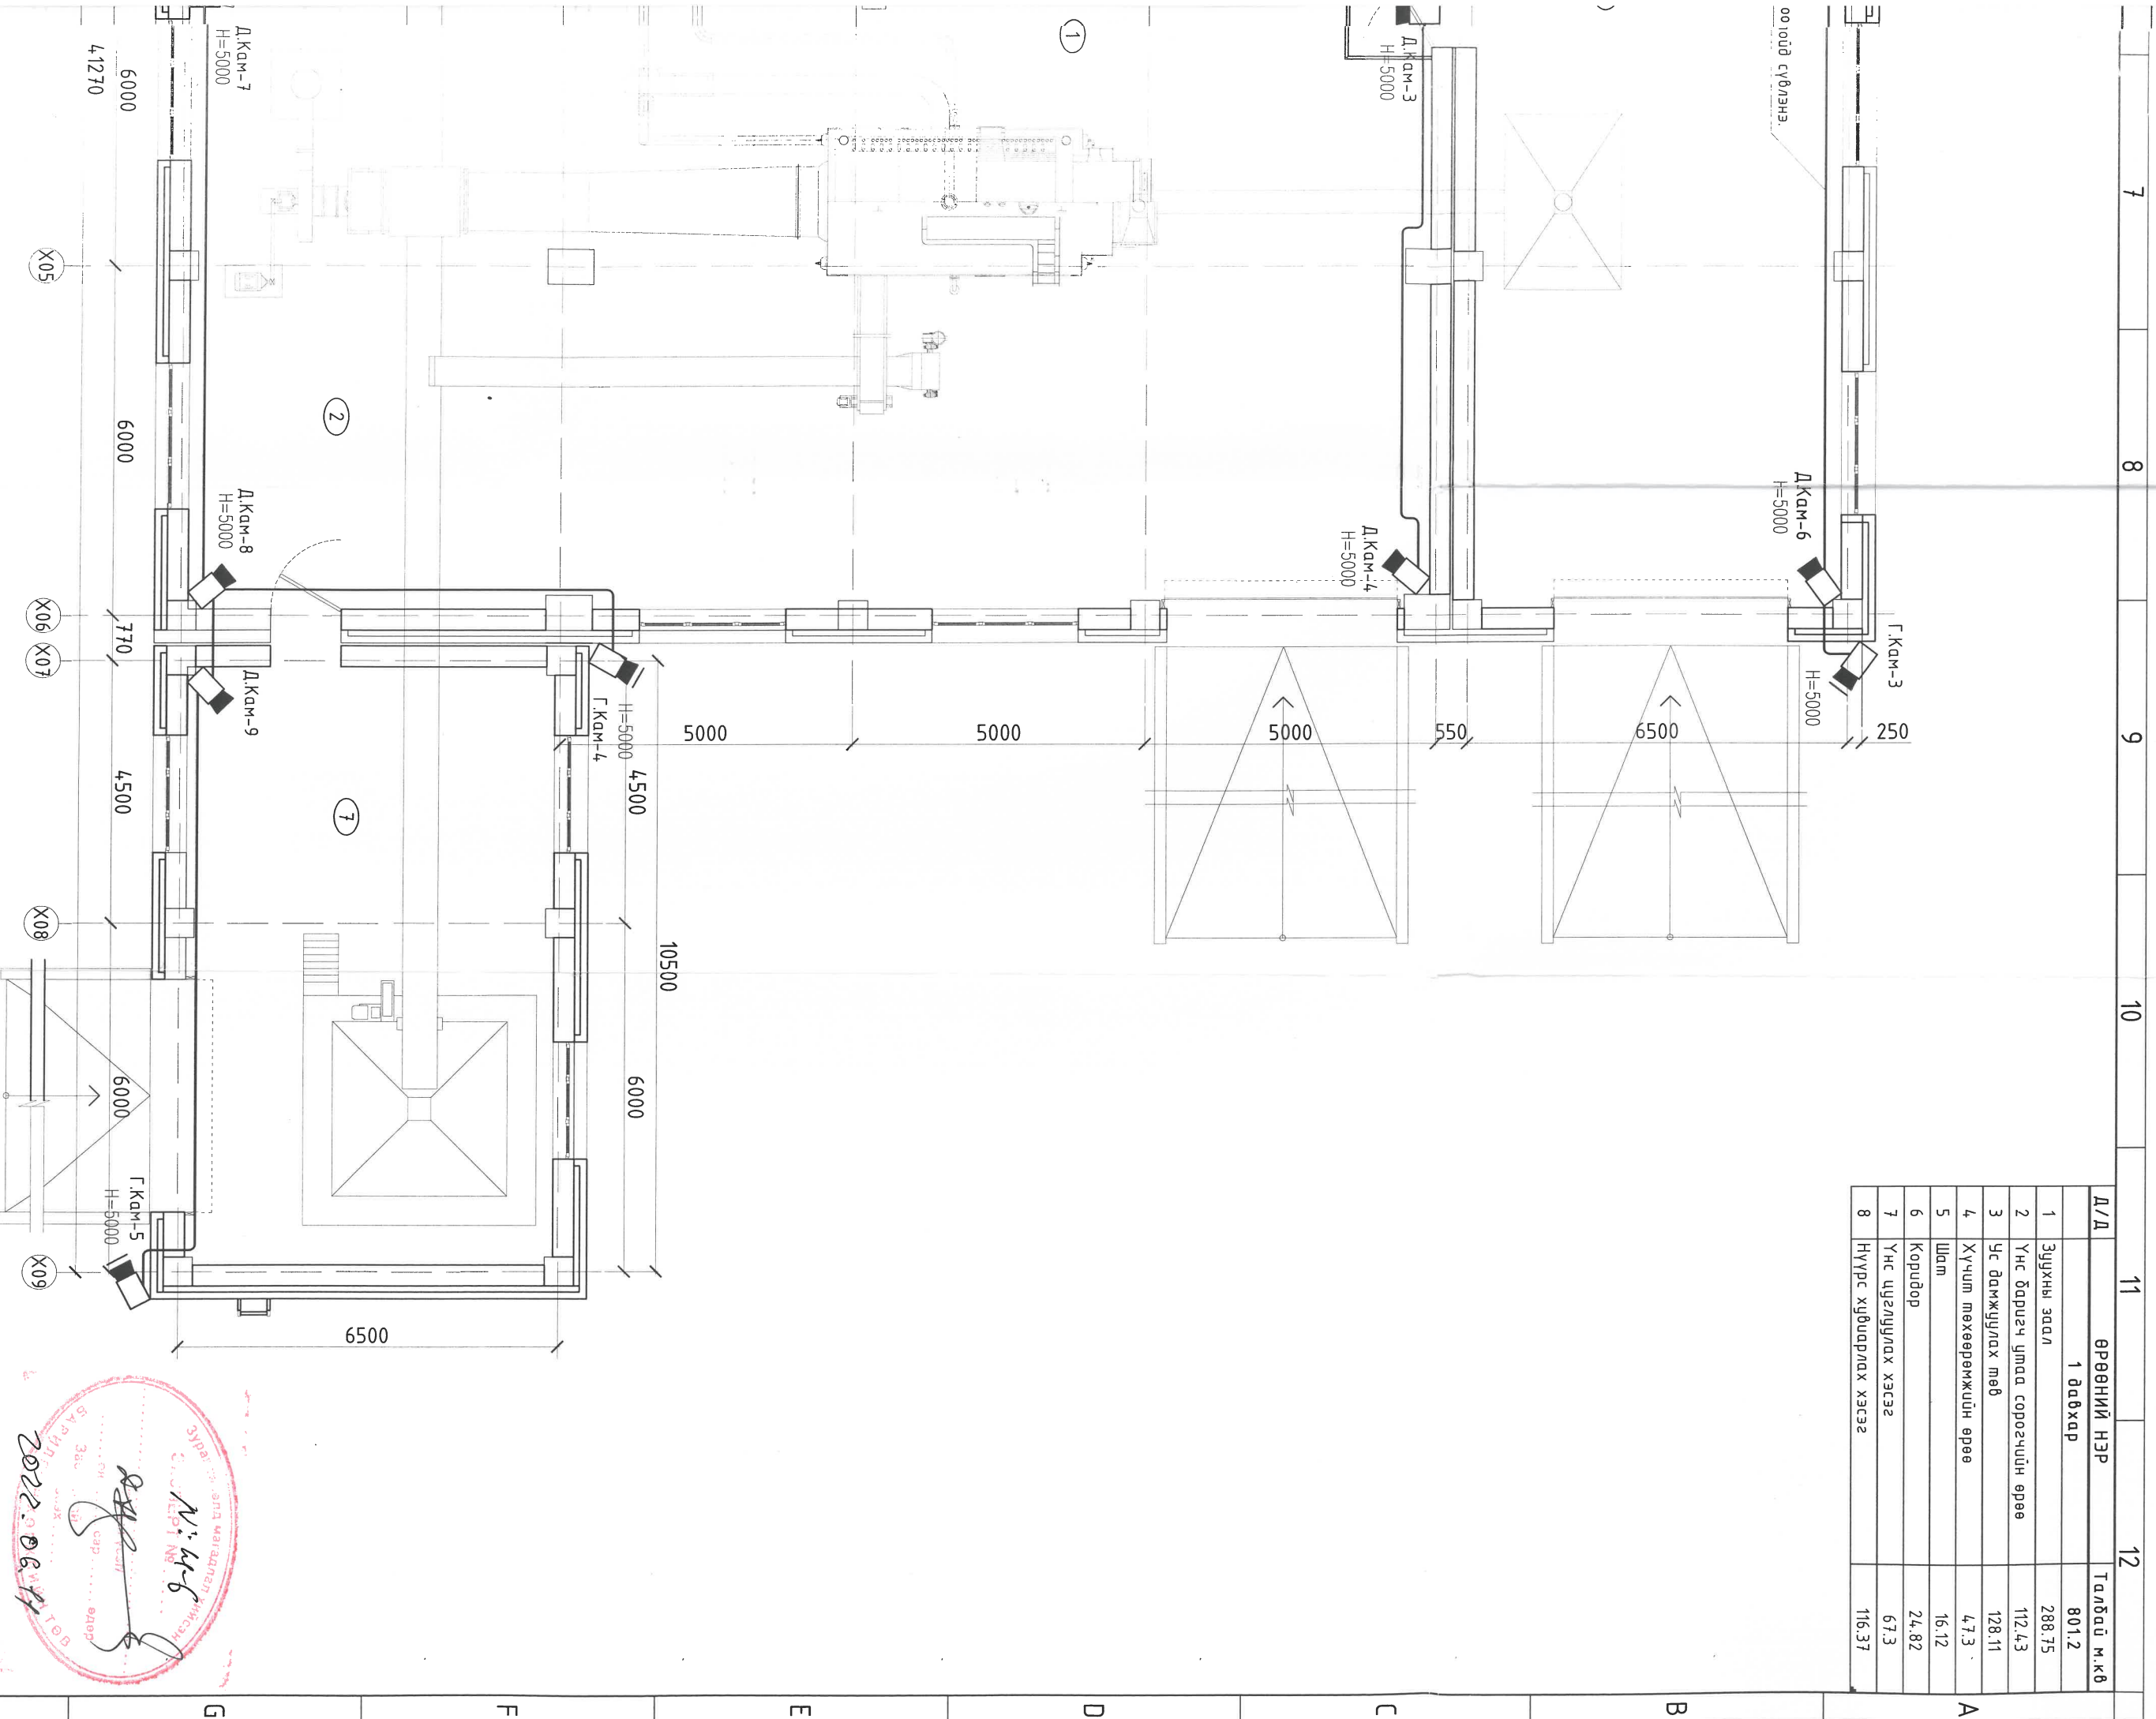 7
8
9
10
11
12
A
B
C
D
E
F
G
Д/Д ӨРӨӨНИЙ НЭР Талбай м.кв
1 давхар 801.2
1 Зуухны заал 288.75
2 Үнс баригч утаа сорогчийн өрөө 112.43
3 Ус дамжуулах төв 128.11
4 Хүчит төхөөрөмжийн өрөө 47.3
5 Шат 16.12
6 Коридор 24.82
7 Үнс цуглуулах хэсэг 67.3
8 Нүүрс хувиарлах хэсэг 116.37
сувлэнэ.
Д.Кам-3
H=5000
Д.Кам-6
H=5000
Г.Кам-3
H=5000
Д.Кам-4
H=5000
Д.Кам-7
H=5000
Д.Кам-8
H=5000
Д.Кам-9
Г.Кам-4
H=5000
Г.Кам-5
H=5000
1
2
7
250
6500
550
5000
5000
5000
4500
6000
10500
6500
6000
41270
6000
770
4500
6000
X05
X06
X07
X08
X09
2022.06.14